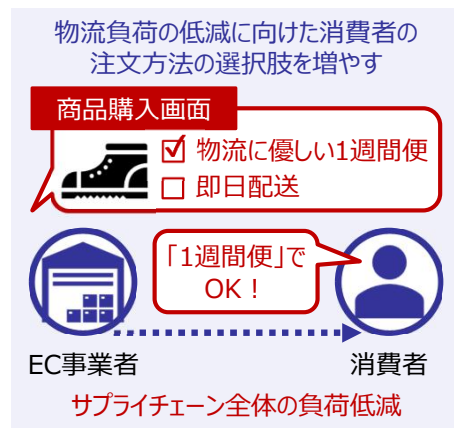 物流負荷の低減に向けた消費者の
注文方法の選択肢を増やす
商品購入画面
☑ 物流に優しい1週間便
□ 即日配送
「1週間便」で
OK！
EC事業者
消費者
サプライチェーン全体の負荷低減